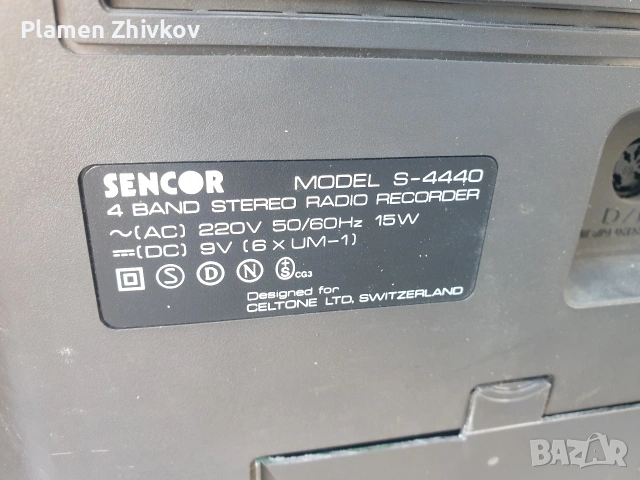 Plamen Zhivkov
SENCOR MODEL S-4440
4 BAND STEREO RADIO RECORDER
~(AC) 220V 50/60Hz 15W
⎓(DC) 9V (6 X UM-1)
S D N S CG3
Designed for
CELTONE LTD, SWITZERLAND
BAZAR